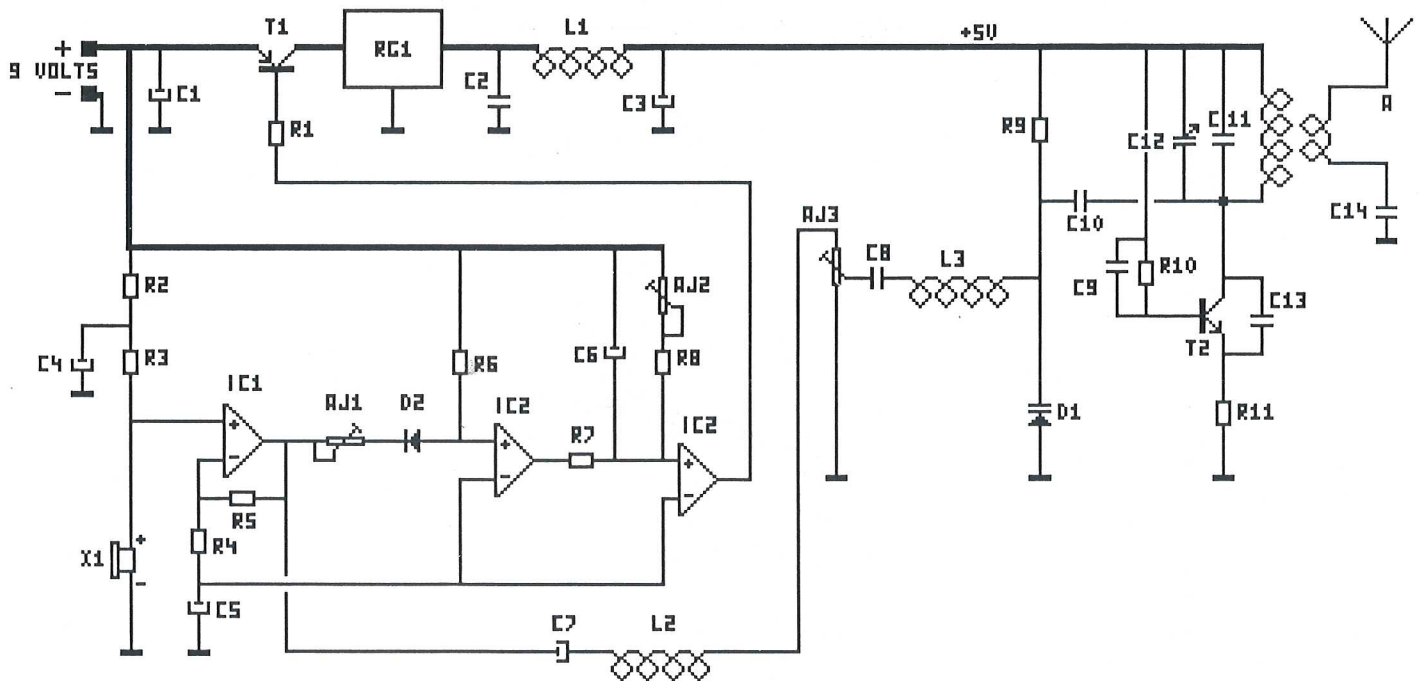 T1
RG1
L1
+5V
+
9 VOLTS
-
C1
C2
C3
A
R1
R9
C12
C11
C14
AJ3
C10
C8
L3
R2
AJ2
R10
C9
C13
C4
R3
R6
C6
R8
T2
IC1
AJ1
D2
IC2
IC2
D1
R11
+
-
+
-
R7
+
-
R5
R4
X1
+
-
C5
C7
L2